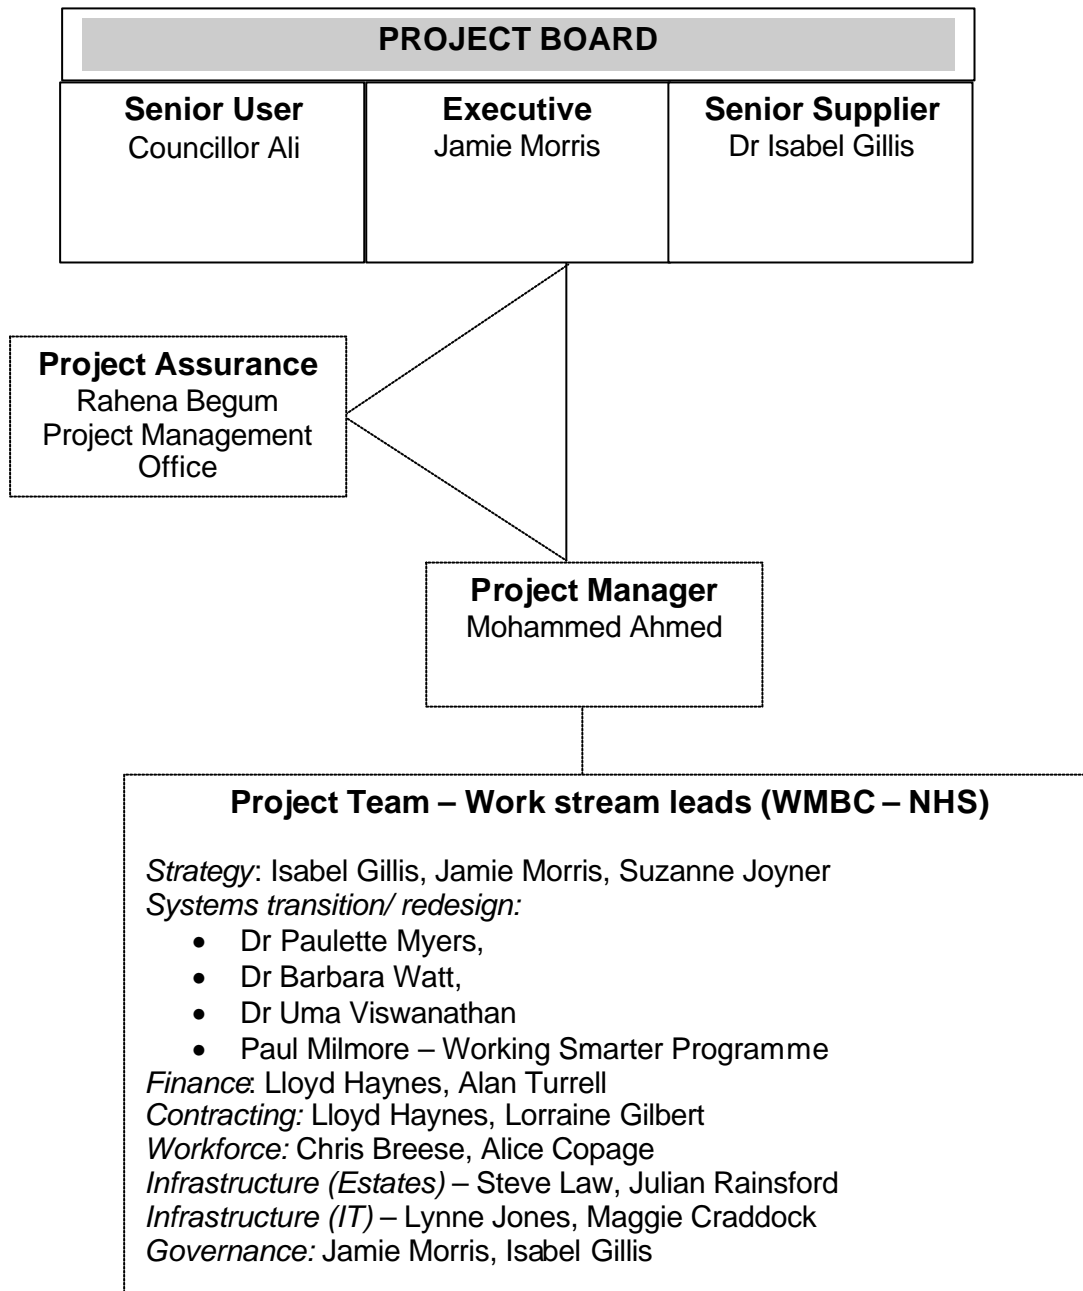 PROJECT BOARD
Senior User
Councillor Ali
Executive
Jamie Morris
Senior Supplier
Dr Isabel Gillis
Project Assurance
Rahena Begum
Project Management
Office
Project Manager
Mohammed Ahmed
Project Team – Work stream leads (WMBC – NHS)
Strategy: Isabel Gillis, Jamie Morris, Suzanne Joyner
Systems transition/ redesign:
• Dr Paulette Myers,
• Dr Barbara Watt,
• Dr Uma Viswanathan
• Paul Milmore – Working Smarter Programme
Finance: Lloyd Haynes, Alan Turrell
Contracting: Lloyd Haynes, Lorraine Gilbert
Workforce: Chris Breese, Alice Copage
Infrastructure (Estates) – Steve Law, Julian Rainsford
Infrastructure (IT) – Lynne Jones, Maggie Craddock
Governance: Jamie Morris, Isabel Gillis